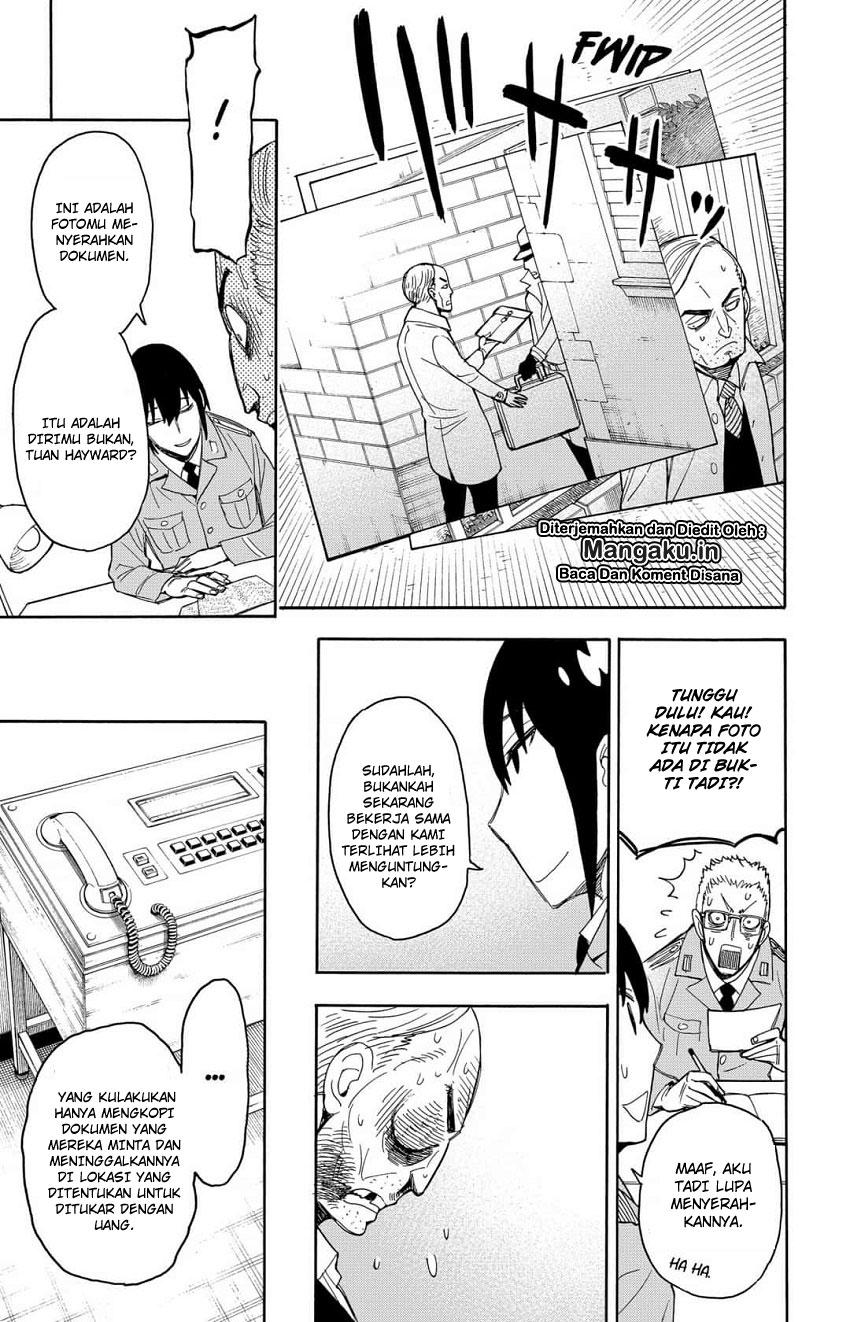 FWIP
!
INI ADALAH
FOTOMU ME-
NYERAHKAN
DOKUMEN.
ITU ADALAH
DIRIMU BUKAN,
TUAN HAYWARD?
Diterjemahkan dan Diedit Oleh :
Mangaku.in
Baca Dan Koment Disana
TUNGGU
DULU! KAU!
KENAPA FOTO
ITU TIDAK
ADA DI BUK-
TI TADI?!
MAAF, AKU
TADI LUPA
MENYERAH-
KANNYA.
HA HA.
SUDAHLAH,
BUKANKAH
SEKARANG
BEKERJA SAMA
DENGAN KAMI
TERLIHAT LEBIH
MENGUNTUNG-
KAN?
...
YANG KULAKUKAN
HANYA MENGKOPI
DOKUMEN YANG
MEREKA MINTA DAN
MENINGGALKANNYA
DI LOKASI YANG
DITENTUKAN UNTUK
DITUKAR DENGAN
UANG.